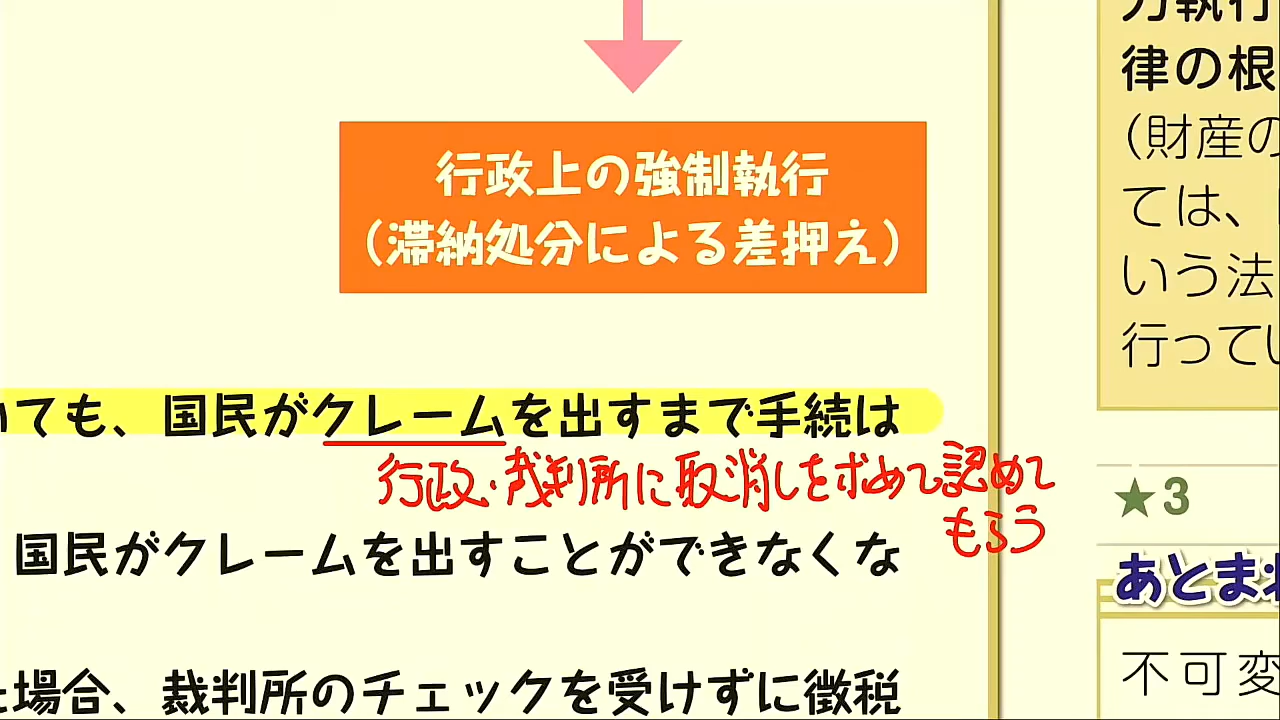 行政上の強制執行
(滞納処分による差押え)
いても、国民がクレームを出すまで手続は
行政・裁判所に取消しを求めて認めて
もらう
国民がクレームを出すことができなくな
た場合、裁判所のチェックを受けずに徴税
力執行
律の根
(財産の
ては、
いう法
行ってい
★3
あとまわ
不可変